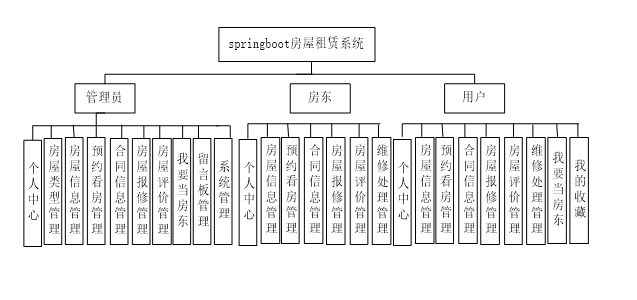 springboot房屋租赁系统
管理员
房东
用户
个人中心
房屋类型管理
房屋信息管理
预约看房管理
合同信息管理
房屋报修管理
房屋评价管理
我要当房东
留言板管理
系统管理
个人中心
房屋信息管理
预约看房管理
合同信息管理
房屋报修管理
房屋评价管理
维修处理管理
个人中心
房屋信息管理
预约看房管理
合同信息管理
房屋报修管理
房屋评价管理
维修处理管理
我要当房东
我的收藏